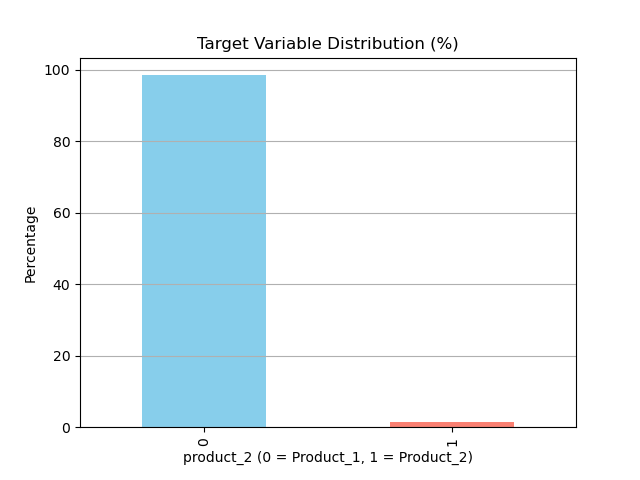 Target Variable Distribution (%)
100
80
60
40
20
0
Percentage
0
1
product_2 (0 = Product_1, 1 = Product_2)